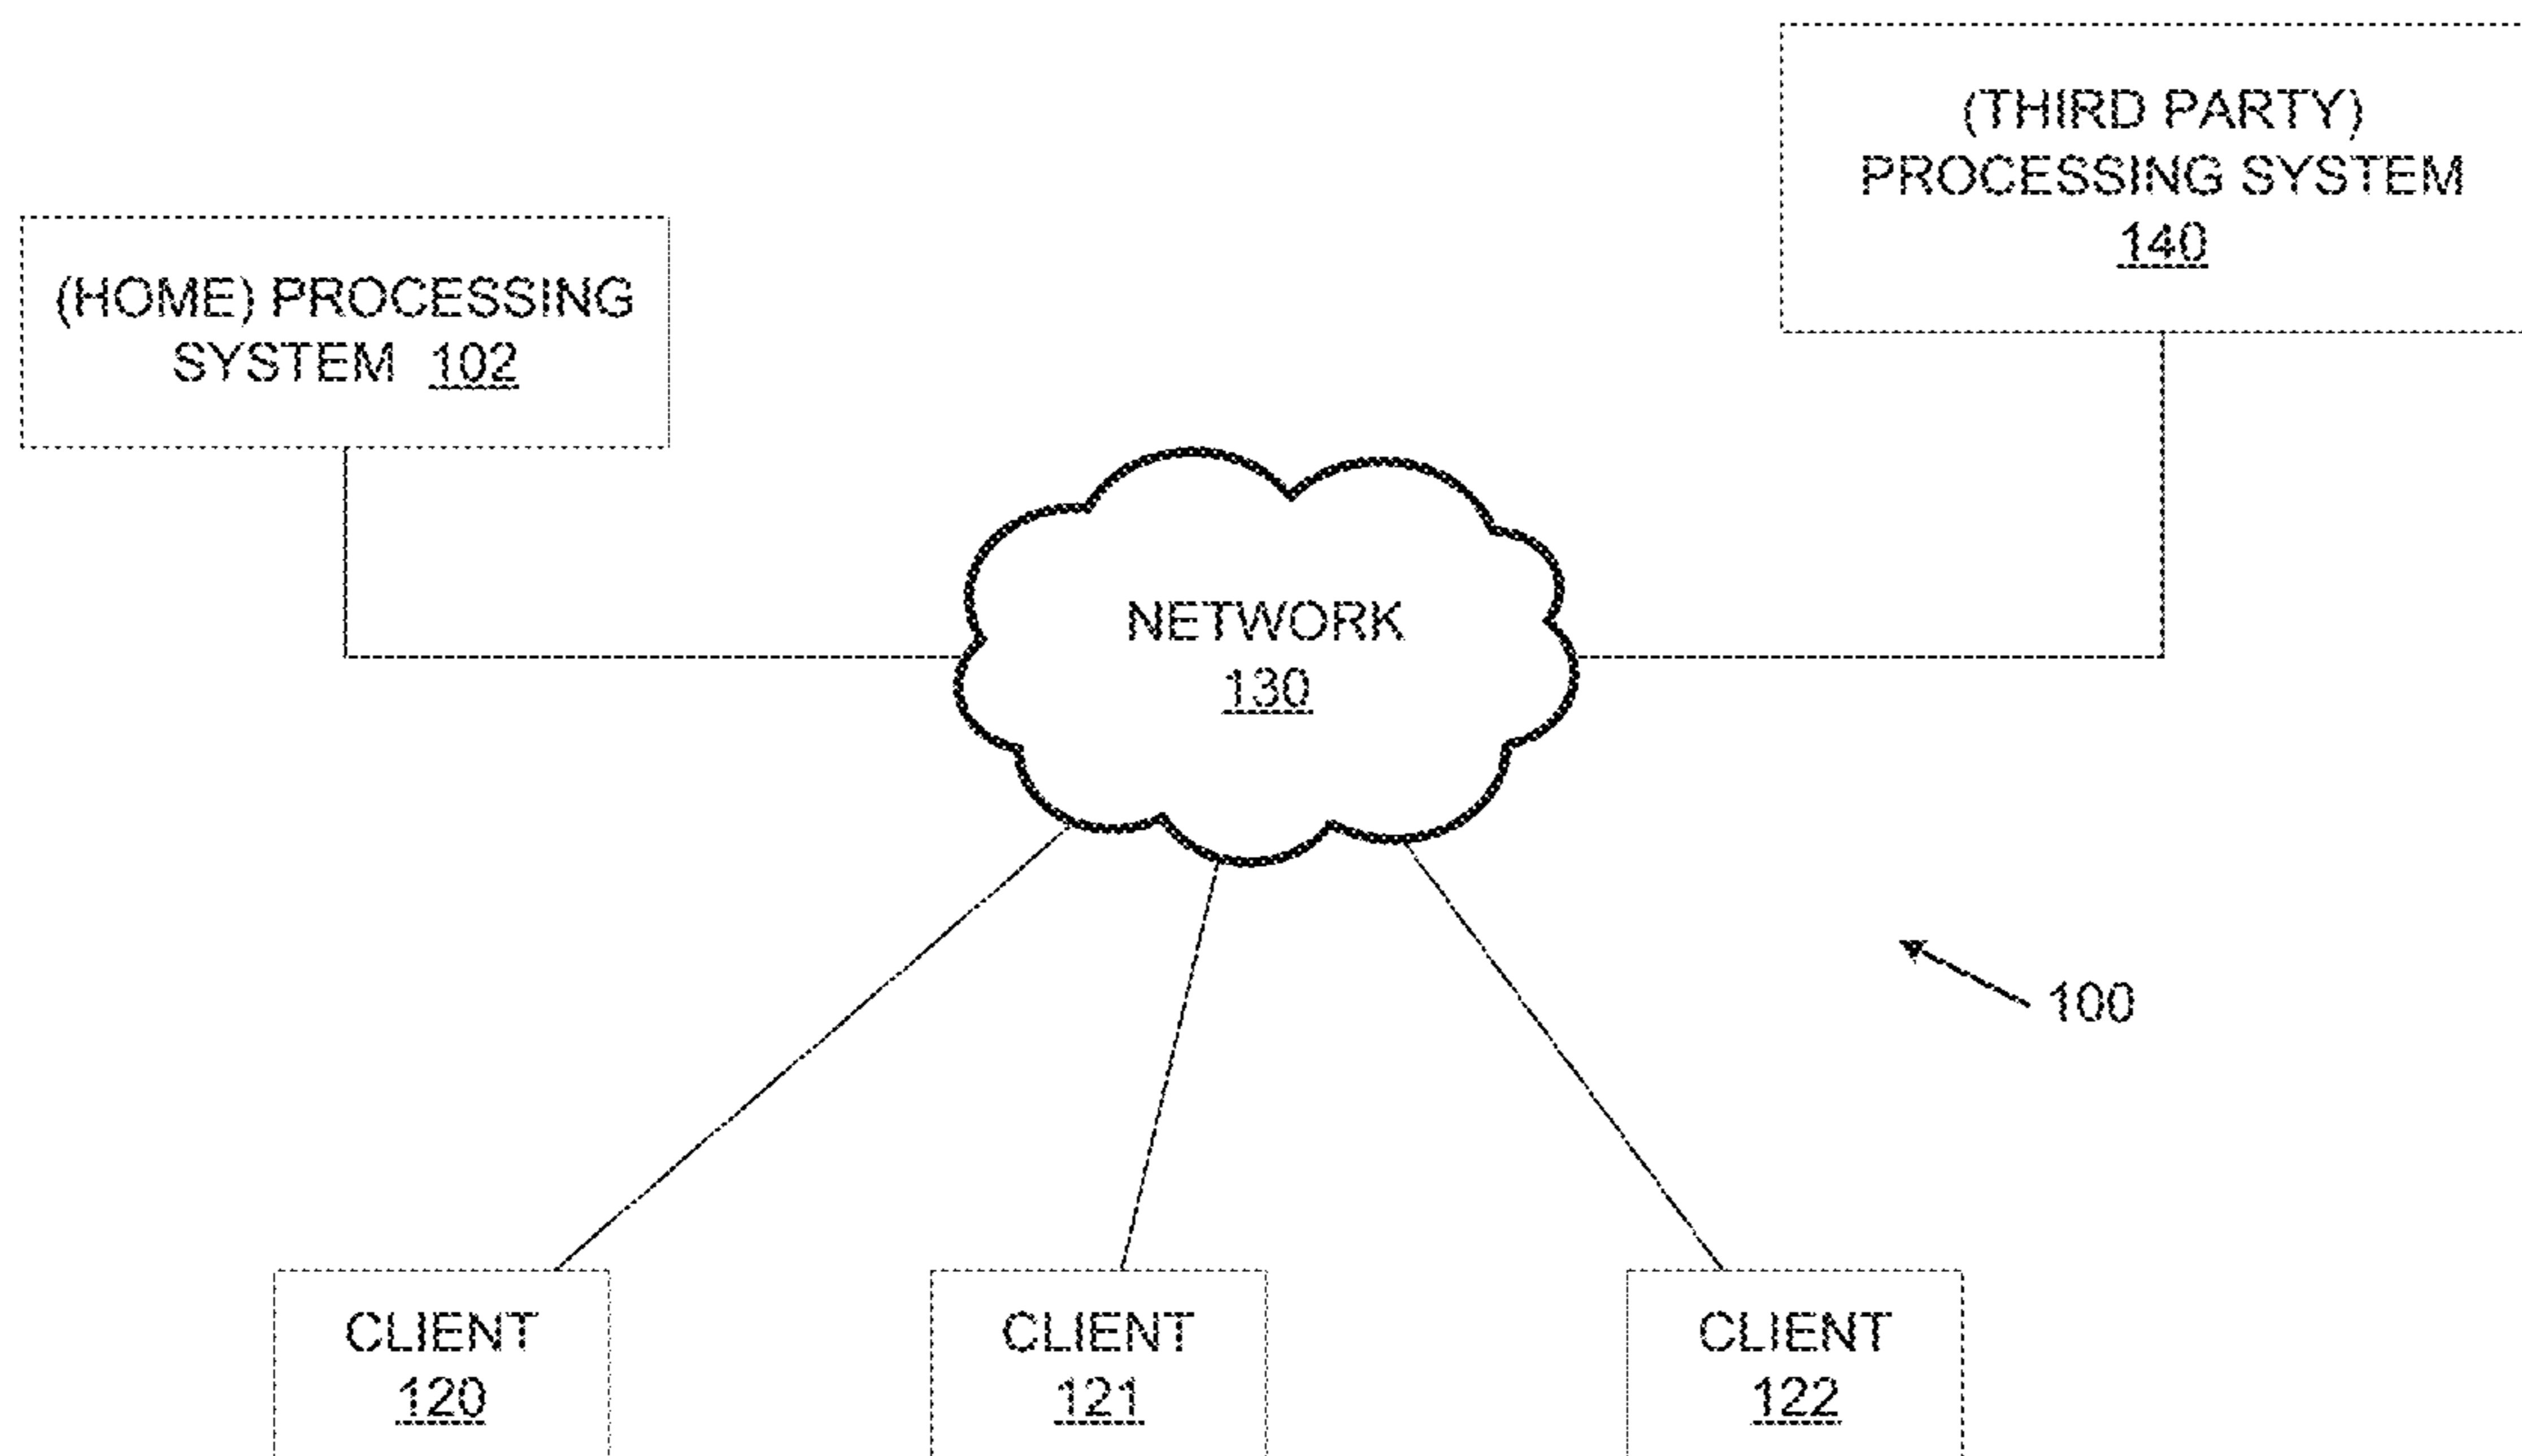 (THIRD PARTY)
PROCESSING SYSTEM
140
(HOME) PROCESSING
SYSTEM 102
NETWORK
130
100
CLIENT
120
CLIENT
121
CLIENT
122